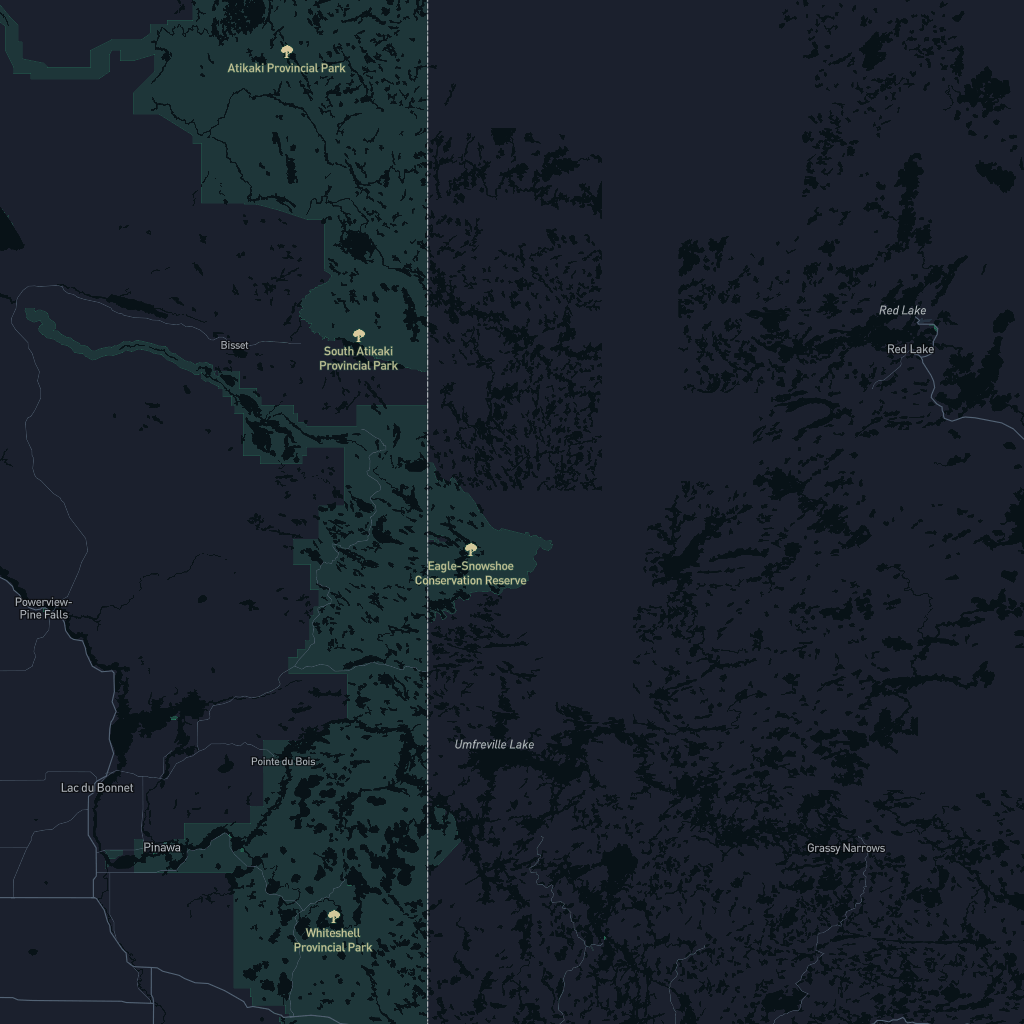 Atikaki Provincial Park
Red Lake
Bisset
South Atikaki
Provincial Park
Red Lake
Eagle-Snowshoe
Conservation Reserve
Powerview-
Pine Falls
Umfreville Lake
Pointe du Bois
Lac du Bonnet
Pinawa
Grassy Narrows
Whiteshell
Provincial Park